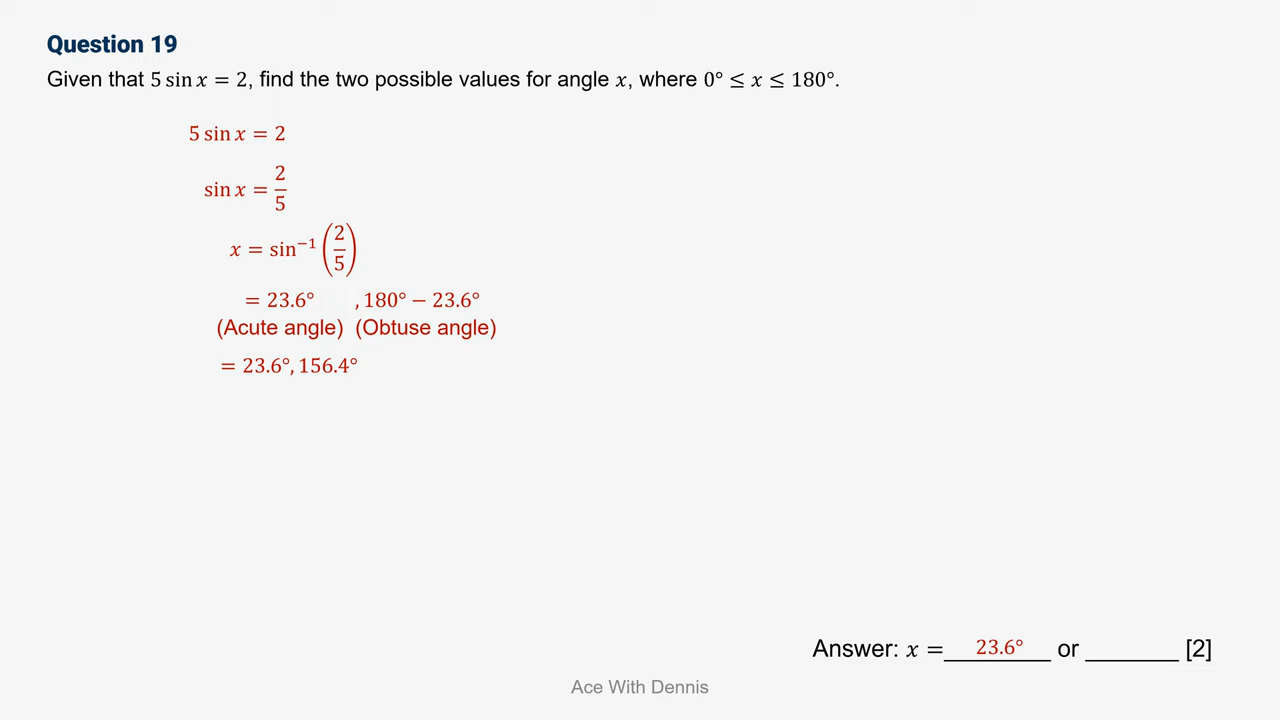 Question 19
Given that 5 sin x = 2, find the two possible values for angle x, where 0° ≤ x ≤ 180°.
5 sin x = 2
sin x = 2/5
x = sin⁻¹(2/5)
= 23.6° , 180° − 23.6°
(Acute angle) (Obtuse angle)
= 23.6°, 156.4°
Answer: x = 23.6° or ________ [2]
Ace With Dennis